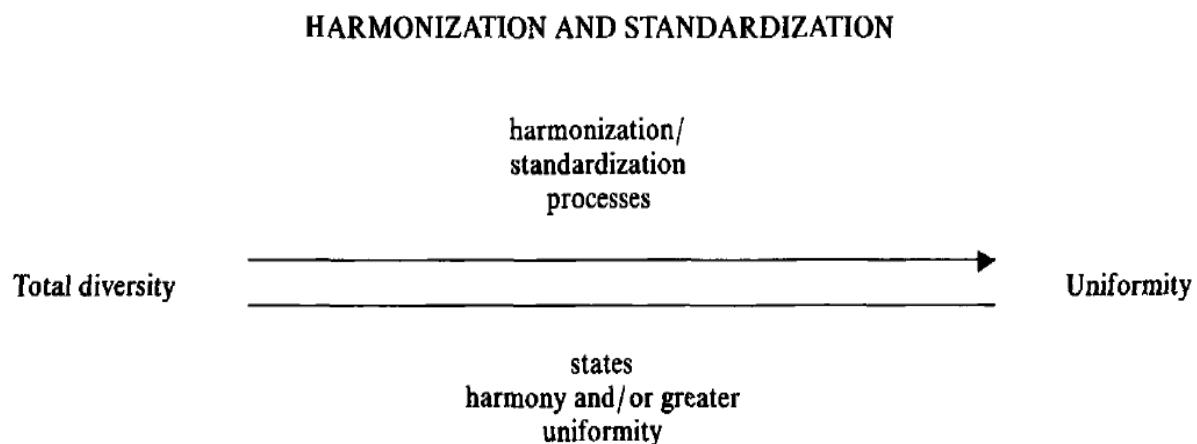 HARMONIZATION AND STANDARDIZATION
harmonization/
standardization
processes
Total diversity
Uniformity
states
harmony and/or greater
uniformity